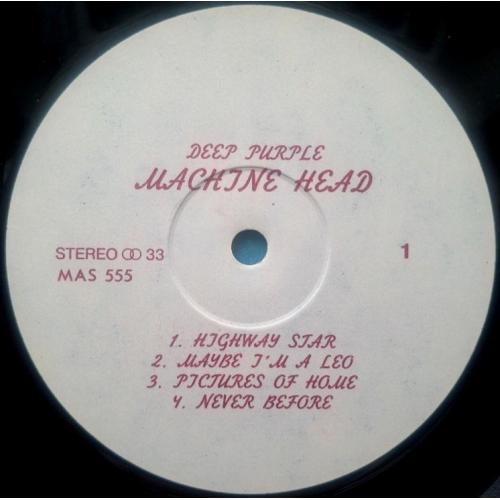 DEEP PURPLE
MACHINE HEAD
STEREO ꝏ 33
MAS 555
1
1. HIGHWAY STAR
2. MAYBE I'M A LEO
3. PICTURES OF HOME
4. NEVER BEFORE